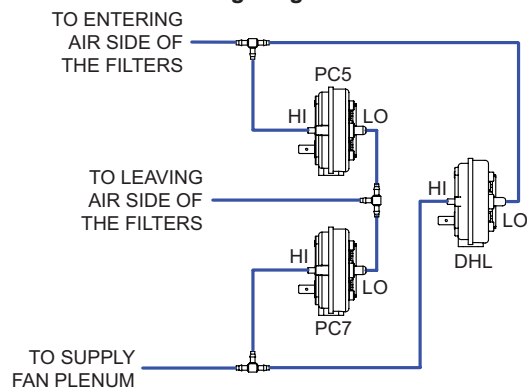 TO ENTERING
AIR SIDE OF
THE FILTERS
PC5
HI
LO
TO LEAVING
AIR SIDE OF
THE FILTERS
HI
LO
DHL
HI
LO
PC7
TO SUPPLY
FAN PLENUM